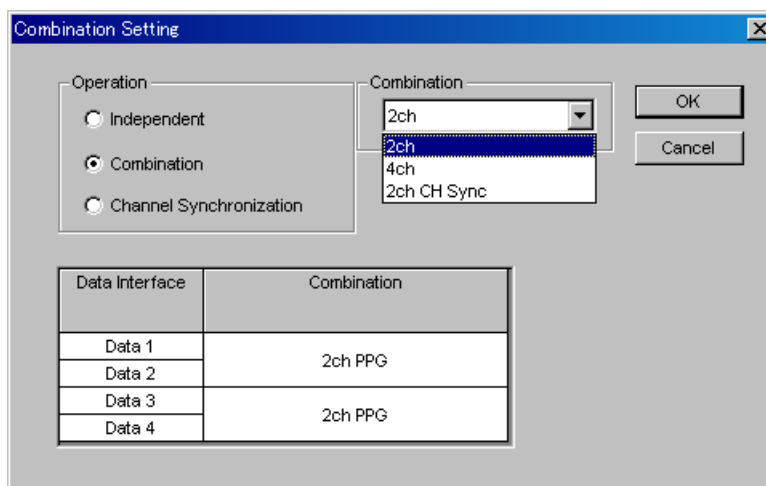 Combination Setting
Operation
Independent
Combination
Channel Synchronization
Combination
2ch
2ch
4ch
2ch CH Sync
OK
Cancel
Data Interface
Combination
Data 1
Data 2
2ch PPG
Data 3
Data 4
2ch PPG